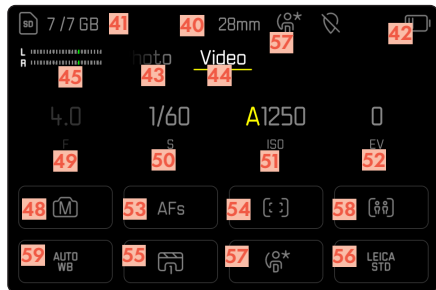 SD 7 /7 GB 41 40 28mm * 57 42
L
R
45 hoto 43 Video 44
4.0 1/60 A1250 0
F 49 S 50 ISO 51 EV 52
48 M 53 AFs 54 58
59 AUTO WB 55 1 57 * 56 LEICA STD